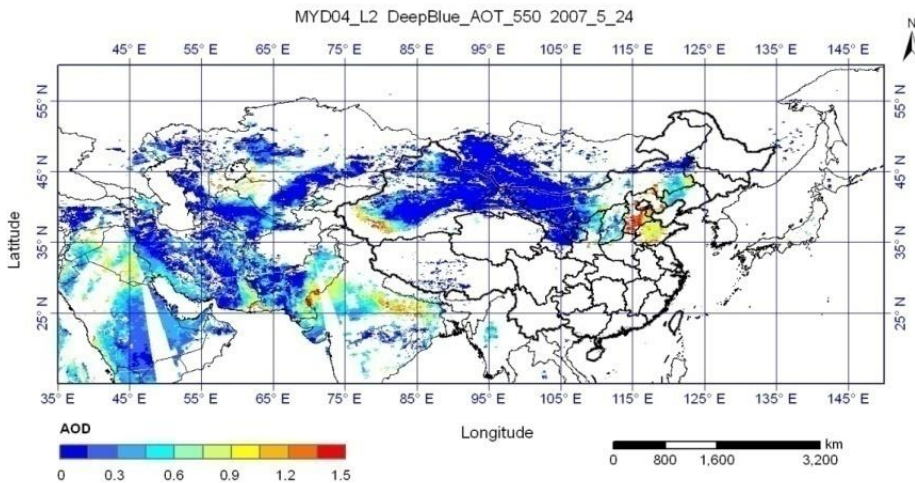 MYD04_L2 DeepBlue_AOT_550 2007_5_24
N
45° E 55° E 65° E 75° E 85° E 95° E 105° E 115° E 125° E 135° E 145° E
55° N 55° N
45° N 45° N
Latitude
35° N 35° N
25° N 25° N
35° E 45° E 55° E 65° E 75° E 85° E 95° E 105° E 115° E 125° E 135° E 145° E
AOD
Longitude
km
0 0.3 0.6 0.9 1.2 1.5
0 800 1,600 3,200